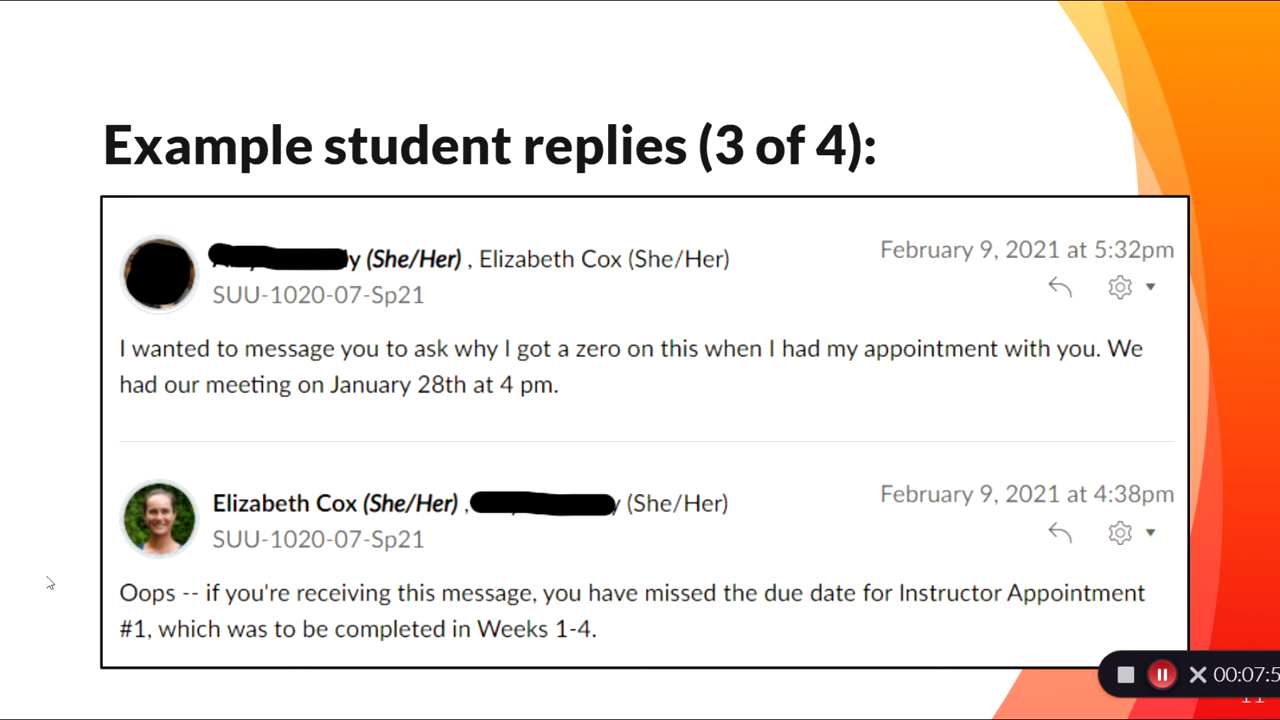 Example student replies (3 of 4):
(She/Her) , Elizabeth Cox (She/Her)
February 9, 2021 at 5:32pm
SUU-1020-07-Sp21
I wanted to message you to ask why I got a zero on this when I had my appointment with you. We
had our meeting on January 28th at 4 pm.
Elizabeth Cox (She/Her) , (She/Her)
February 9, 2021 at 4:38pm
SUU-1020-07-Sp21
Oops -- if you're receiving this message, you have missed the due date for Instructor Appointment
#1, which was to be completed in Weeks 1-4.